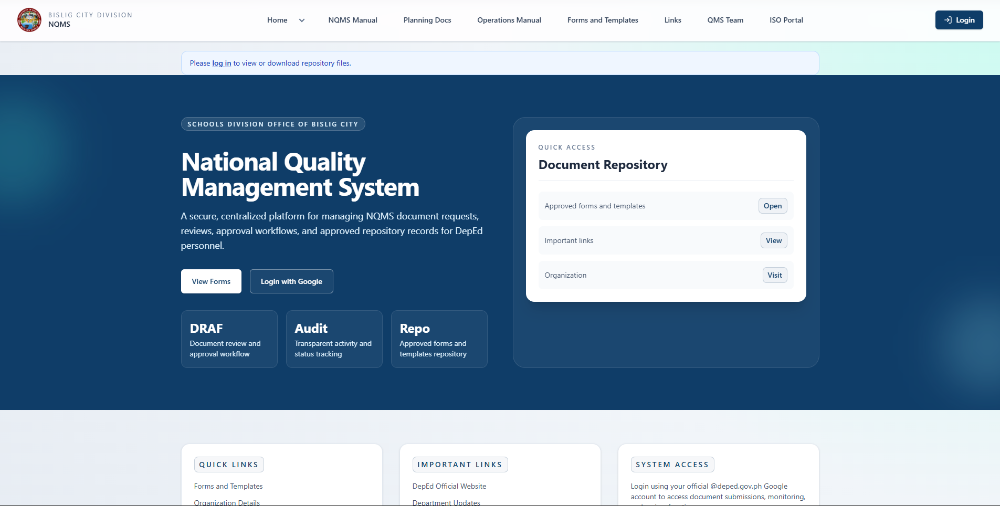 BISLIG CITY DIVISION
NQMS
Home
NQMS Manual
Planning Docs
Operations Manual
Forms and Templates
Links
QMS Team
ISO Portal
Login
Please log in to view or download repository files.
SCHOOLS DIVISION OFFICE OF BISLIG CITY
National Quality
Management System
A secure, centralized platform for managing NQMS document requests,
reviews, approval workflows, and approved repository records for DepEd
personnel.
View Forms
Login with Google
DRAF
Document review and
approval workflow
Audit
Transparent activity and
status tracking
Repo
Approved forms and
templates repository
QUICK ACCESS
Document Repository
Approved forms and templates
Open
Important links
View
Organization
Visit
QUICK LINKS
Forms and Templates
Organization Details
IMPORTANT LINKS
DepEd Official Website
Department Updates
SYSTEM ACCESS
Login using your official @deped.gov.ph Google
account to access document submissions, monitoring,